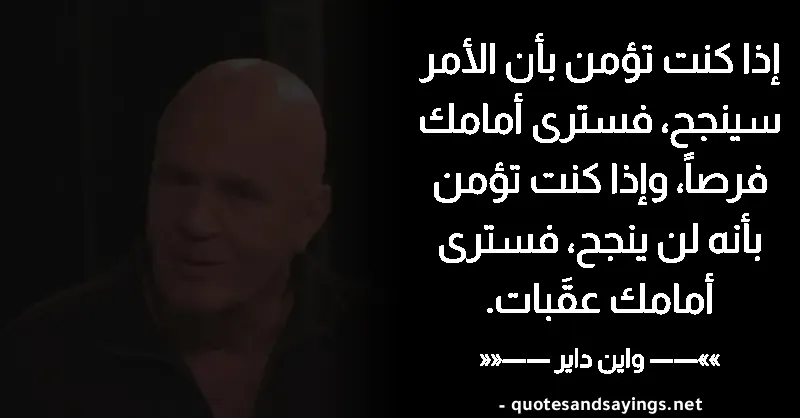 إذا كنت تؤمن بأن الأمر
سينجح، فسترى أمامك
فرصاً، وإذا كنت تؤمن
بأنه لن ينجح، فسترى
أمامك عقَبات.
««—–— واين داير —–—»»
- quotesandsayings.net